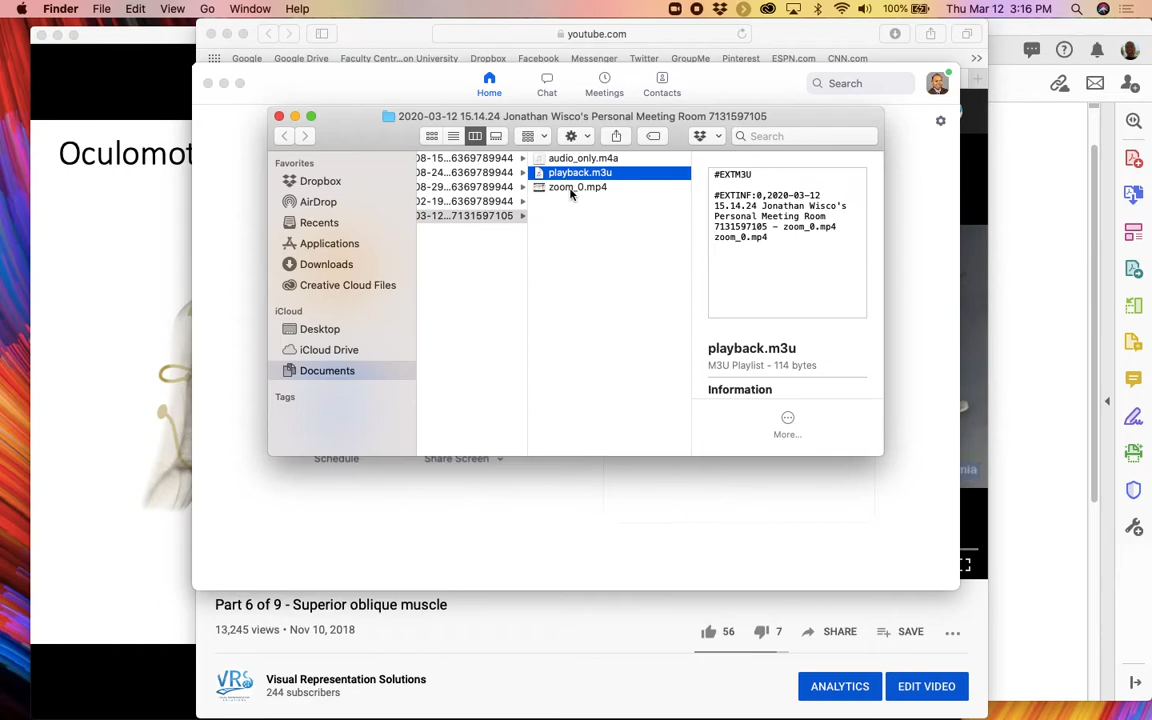 Finder File Edit View Go Window Help 100% Thu Mar 12 3:16 PM
youtube.com
Google Google Drive Faculty Centr...on University Dropbox Facebook Messenger Twitter GroupMe Pinterest ESPN.com CNN.com
Home Chat Meetings Contacts Search
2020-03-12 15.14.24 Jonathan Wisco's Personal Meeting Room 7131597105
Search
Oculomot
Favorites
Dropbox
AirDrop
Recents
Applications
Downloads
Creative Cloud Files
iCloud
Desktop
iCloud Drive
Documents
Tags
08-15...6369789944
08-24...6369789944
08-29...6369789944
02-19...6369789944
03-12...7131597105
audio_only.m4a
playback.m3u
zoom_0.mp4
#EXTM3U
#EXTINF:0,2020-03-12
15.14.24 Jonathan Wisco's
Personal Meeting Room
7131597105 - zoom_0.mp4
zoom_0.mp4
playback.m3u
M3U Playlist - 114 bytes
Information
More...
Schedule Share Screen
nia
Part 6 of 9 - Superior oblique muscle
13,245 views • Nov 10, 2018
56 7 SHARE SAVE
VRS
Visual Representation Solutions
244 subscribers
ANALYTICS EDIT VIDEO